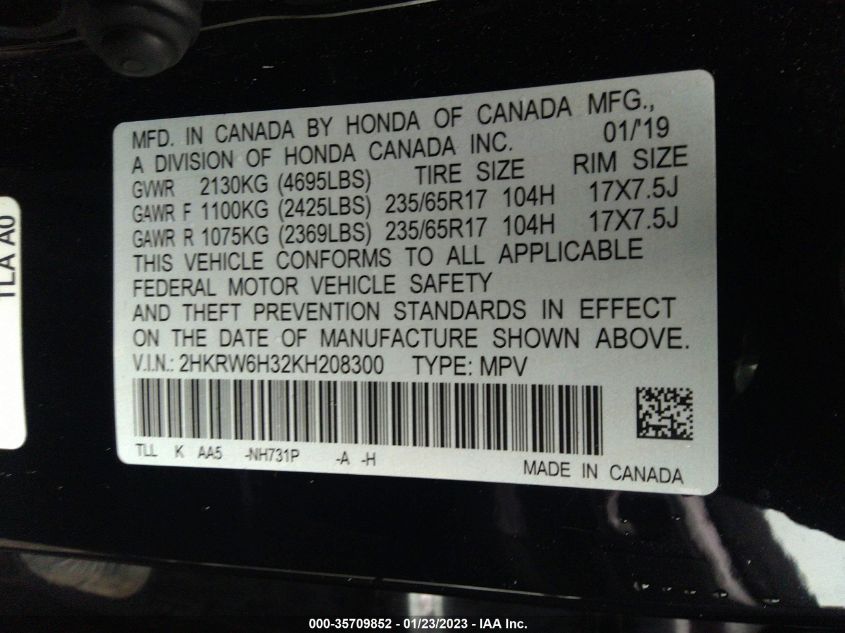 MFD. IN CANADA BY HONDA OF CANADA MFG.,
A DIVISION OF HONDA CANADA INC. 01/'19
GVWR 2130KG (4695LBS) TIRE SIZE RIM SIZE
GAWR F 1100KG (2425LBS) 235/65R17 104H 17X7.5J
GAWR R 1075KG (2369LBS) 235/65R17 104H 17X7.5J
THIS VEHICLE CONFORMS TO ALL APPLICABLE
FEDERAL MOTOR VEHICLE SAFETY
AND THEFT PREVENTION STANDARDS IN EFFECT
ON THE DATE OF MANUFACTURE SHOWN ABOVE.
V.I.N.: 2HKRW6H32KH208300 TYPE: MPV
TLL K AA5 -NH731P -A -H
MADE IN CANADA
TLA A0
000-35709852 - 01/23/2023 - IAA Inc.